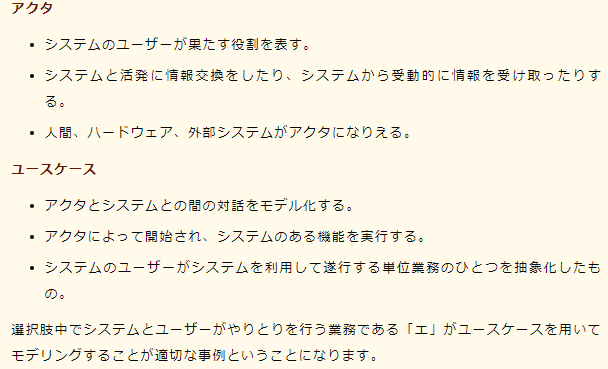 アクタ
・システムのユーザーが果たす役割を表す。
・システムと活発に情報交換をしたり、システムから受動的に情報を受け取ったりす
る。
・人間、ハードウェア、外部システムがアクタになりえる。
ユースケース
・アクタとシステムとの間の対話をモデル化する。
・アクタによって開始され、システムのある機能を実行する。
・システムのユーザーがシステムを利用して遂行する単位業務のひとつを抽象化したも
の。
選択肢中でシステムとユーザーがやりとりを行う業務である「エ」がユースケースを用いて
モデリングすることが適切な事例ということになります。